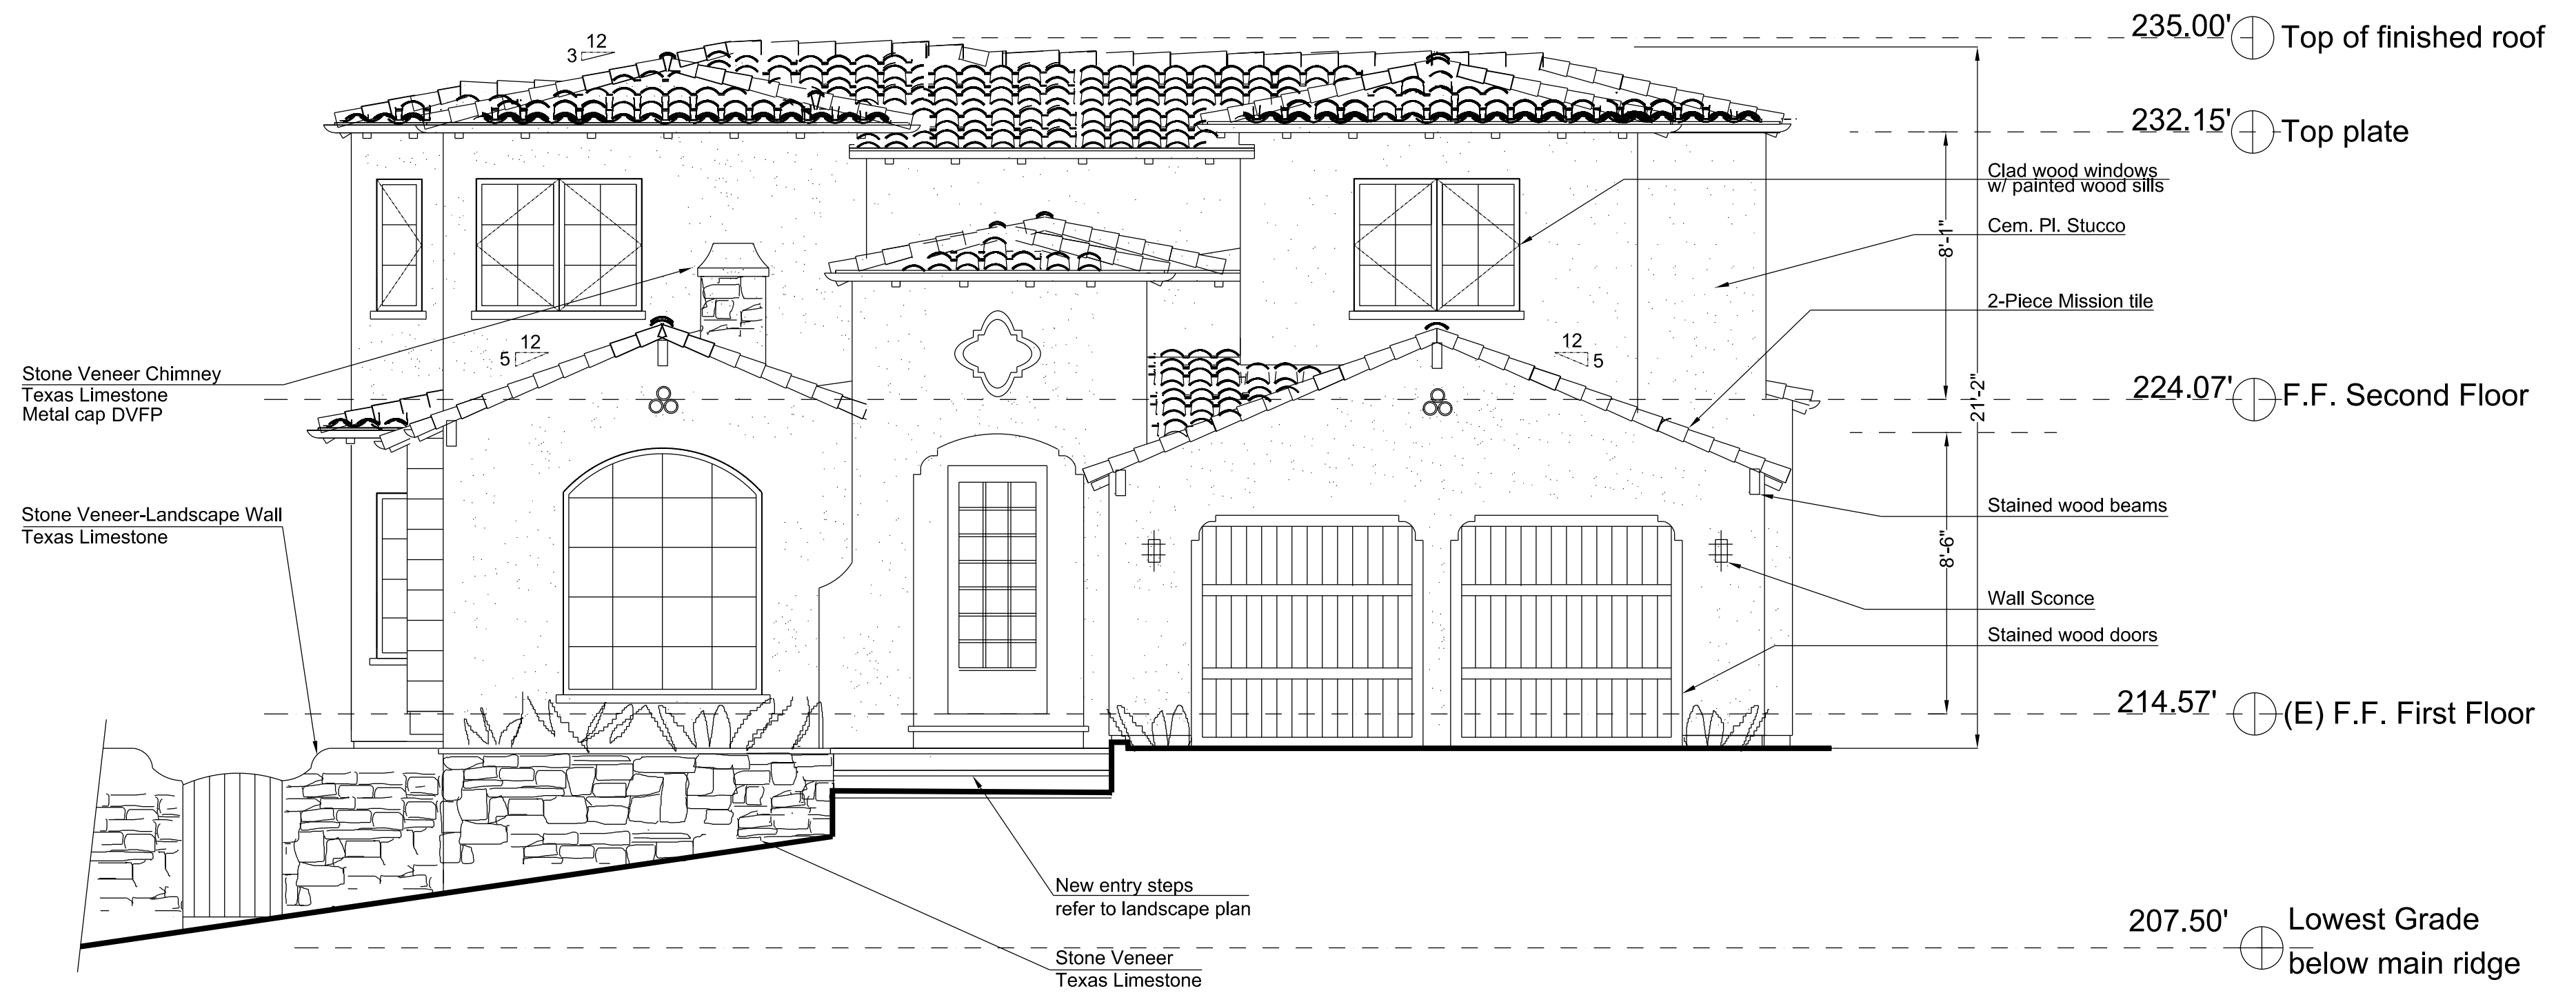 235.00' Top of finished roof
12
3
232.15' Top plate
Clad wood windows
w/ painted wood sills
Cem. Pl. Stucco
8'-1"
2-Piece Mission tile
12
5
12
5
Stone Veneer Chimney
Texas Limestone
Metal cap DVFP
224.07' F.F. Second Floor
21'-2"
Stone Veneer-Landscape Wall
Texas Limestone
Stained wood beams
8'-6"
Wall Sconce
Stained wood doors
214.57' (E) F.F. First Floor
New entry steps
refer to landscape plan
207.50' Lowest Grade
below main ridge
Stone Veneer
Texas Limestone